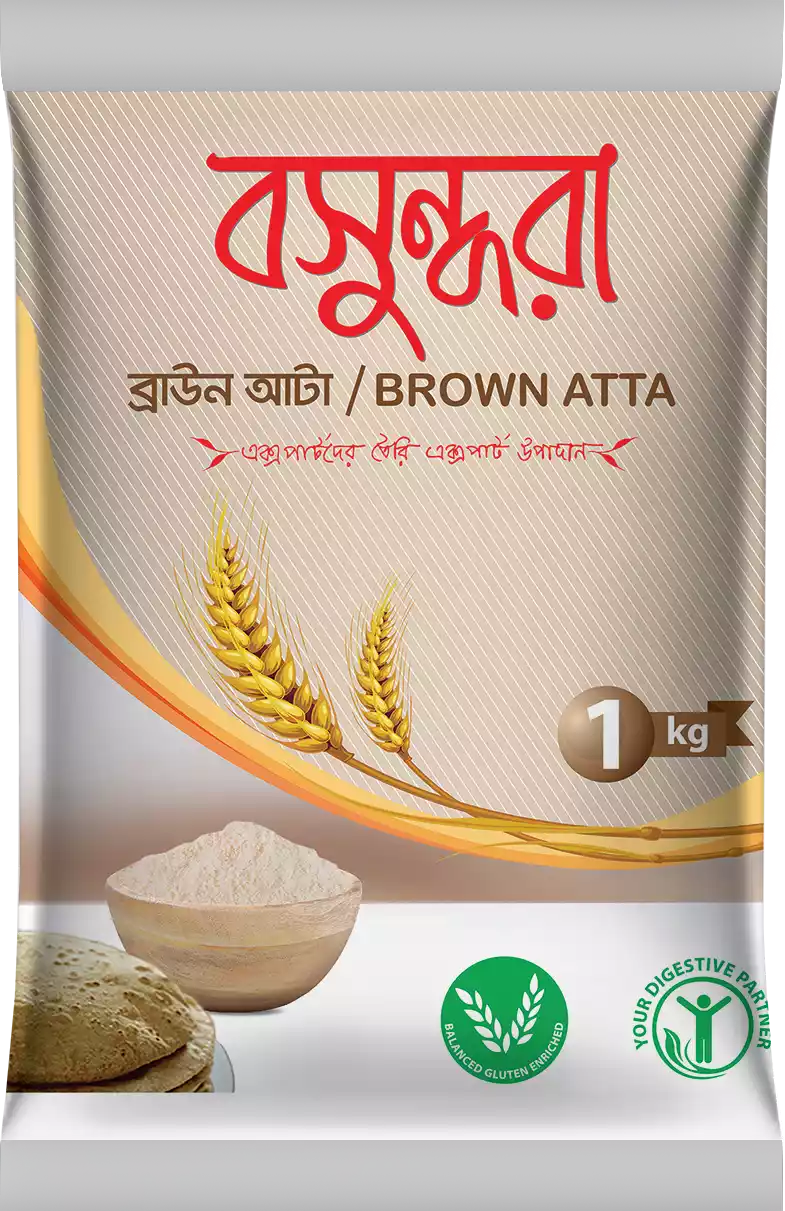 বসুন্ধরা
ব্রাউন আটা / BROWN ATTA
এক্সপার্টদের তৈরি এক্সপার্ট উপাদান
1 kg
BALANCED GLUTEN ENRICHED
YOUR DIGESTIVE PARTNER